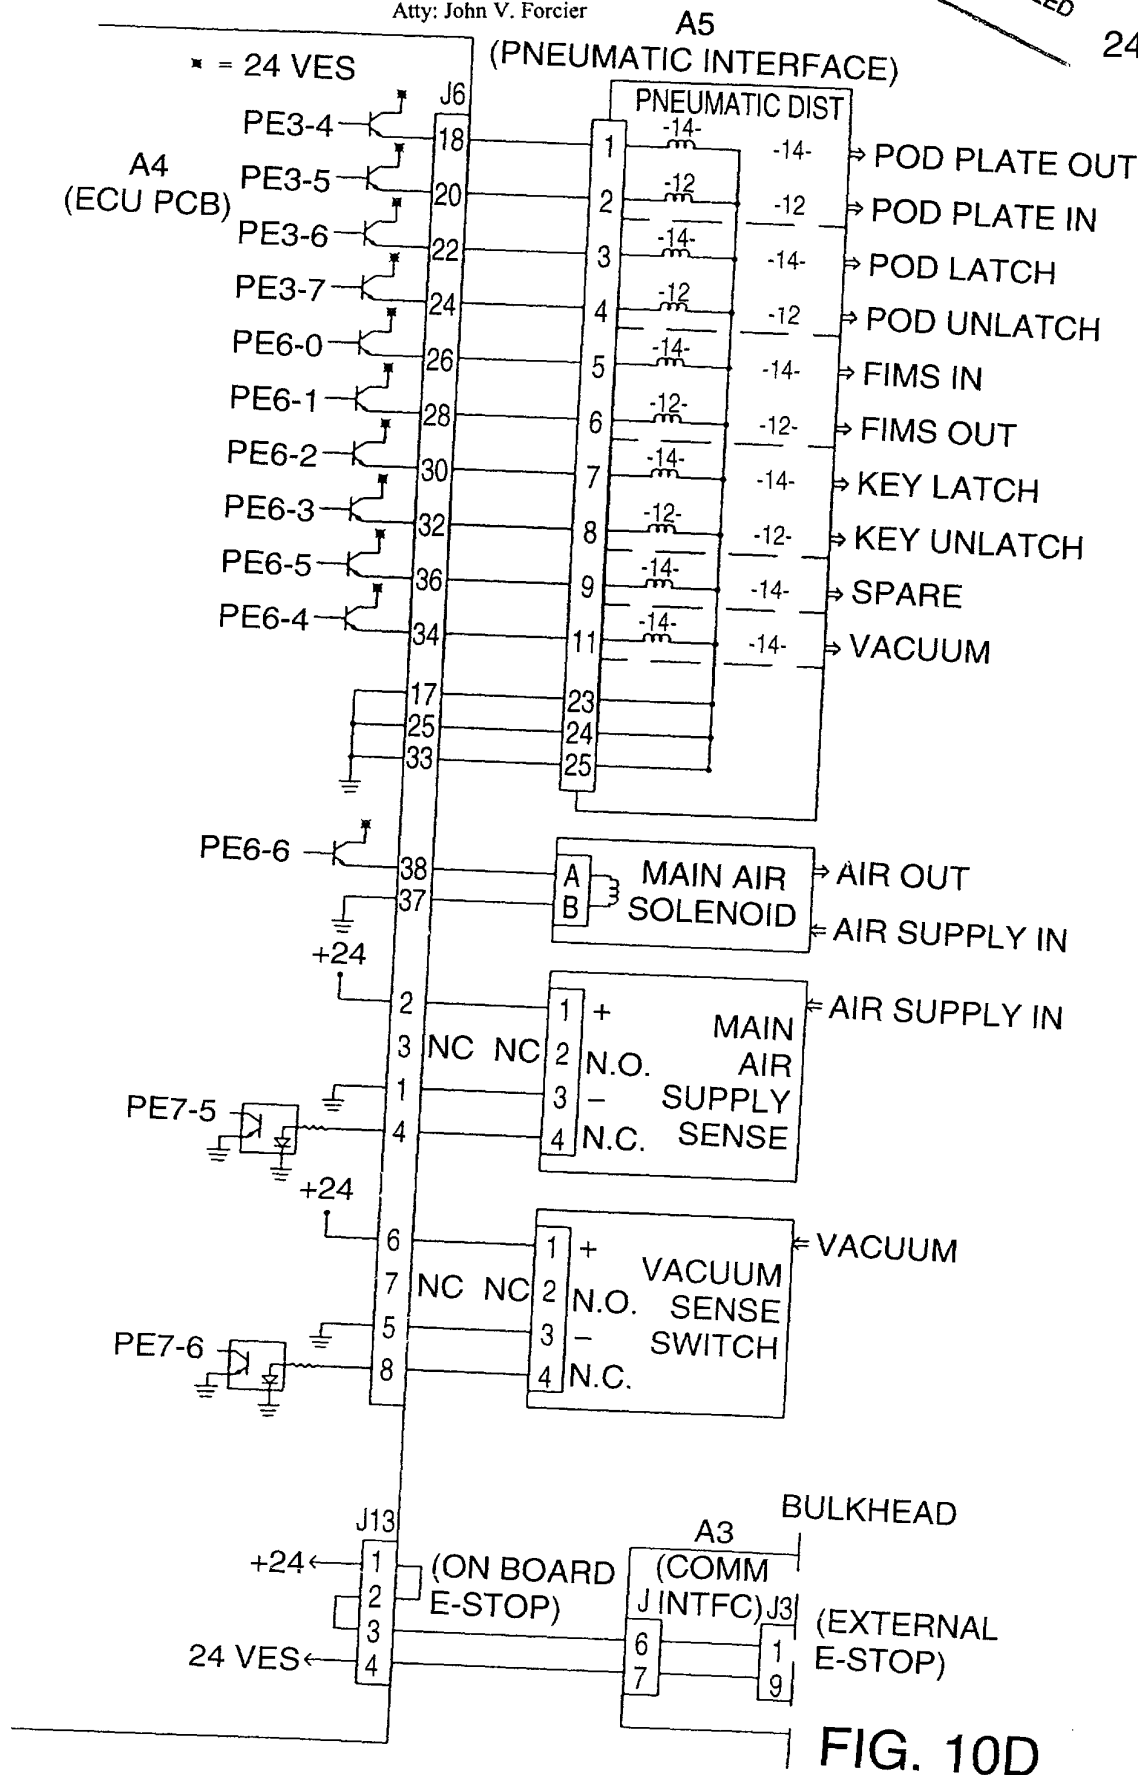 Atty: John V. Forcier
24
A5
(PNEUMATIC INTERFACE)
= 24 VES
J6
PNEUMATIC DIST
A4
(ECU PCB)
PE3-4 18 1 -14- -14- POD PLATE OUT
PE3-5 20 2 -12 -12 POD PLATE IN
PE3-6 22 3 -14- -14- POD LATCH
PE3-7 24 4 -12 -12 POD UNLATCH
PE6-0 26 5 -14- -14- FIMS IN
PE6-1 28 6 -12- -12- FIMS OUT
PE6-2 30 7 -14- -14- KEY LATCH
PE6-3 32 8 -12- -12- KEY UNLATCH
PE6-5 36 9 -14- -14- SPARE
PE6-4 34 11 -14- -14- VACUUM
17 23
25 24
33 25
PE6-6 38 A MAIN AIR AIR OUT
37 B SOLENOID AIR SUPPLY IN
+24
2 1 + MAIN AIR SUPPLY IN
3 NC NC 2 N.O. AIR
1 3 – SUPPLY
PE7-5 4 4 N.C. SENSE
+24
6 1 + VACUUM VACUUM
7 NC NC 2 N.O. SENSE
5 3 – SWITCH
PE7-6 8 4 N.C.
BULKHEAD
J13
A3
+24 1 (ON BOARD (COMM
2 E-STOP) J INTFC) J3 (EXTERNAL
3 6 1 E-STOP)
24 VES 4 7 9
FIG. 10D